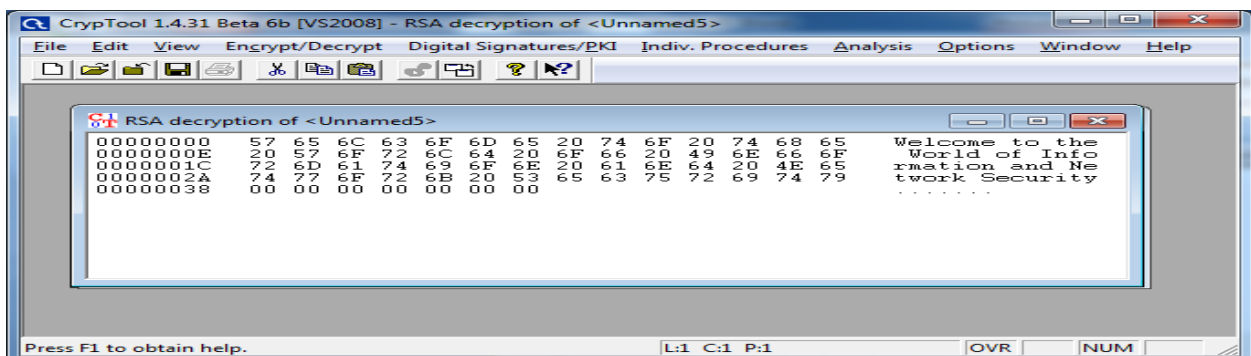 CrypTool 1.4.31 Beta 6b [VS2008] - RSA decryption of <Unnamed5>
File Edit View Encrypt/Decrypt Digital Signatures/PKI Indiv. Procedures Analysis Options Window Help
RSA decryption of <Unnamed5>
00000000 57 65 6C 63 6F 6D 65 20 74 6F 20 74 68 65 Welcome to the
0000000E 20 57 6F 72 6C 64 20 6F 66 20 49 6E 66 6F World of Info
0000001C 72 6D 61 74 69 6F 6E 20 61 6E 64 20 4E 65 rmation and Ne
0000002A 74 77 6F 72 6B 20 53 65 63 75 72 69 74 79 twork Security
00000038 00 00 00 00 00 00 00 .......
Press F1 to obtain help. L:1 C:1 P:1 OVR NUM